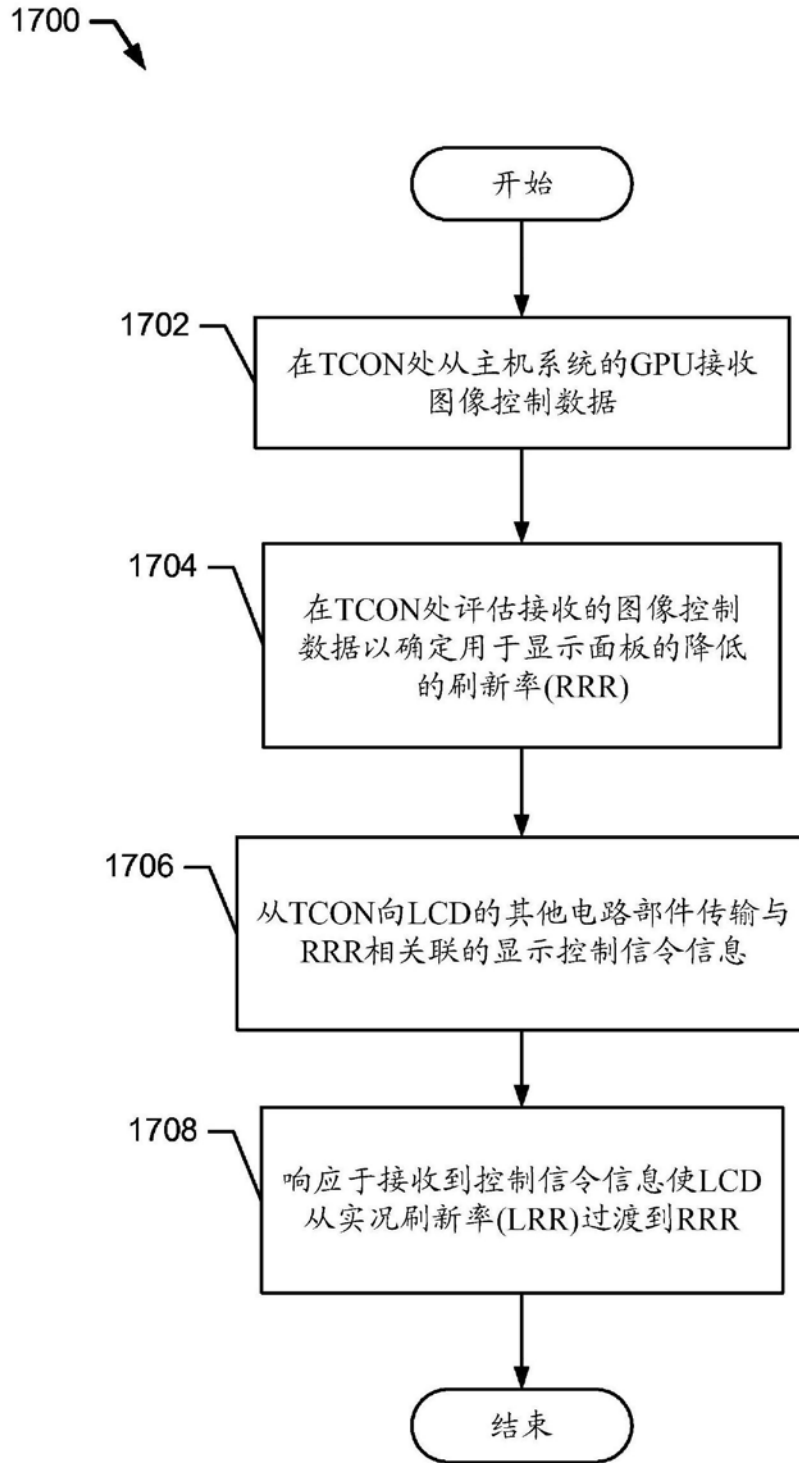 1700
开始
1702
在TCON处从主机系统的GPU接收
图像控制数据
1704
在TCON处评估接收的图像控制
数据以确定用于显示面板的降低
的刷新率(RRR)
1706
从TCON向LCD的其他电路部件传输与
RRR相关联的显示控制信令信息
1708
响应于接收到控制信令信息使LCD
从实况刷新率(LRR)过渡到RRR
结束